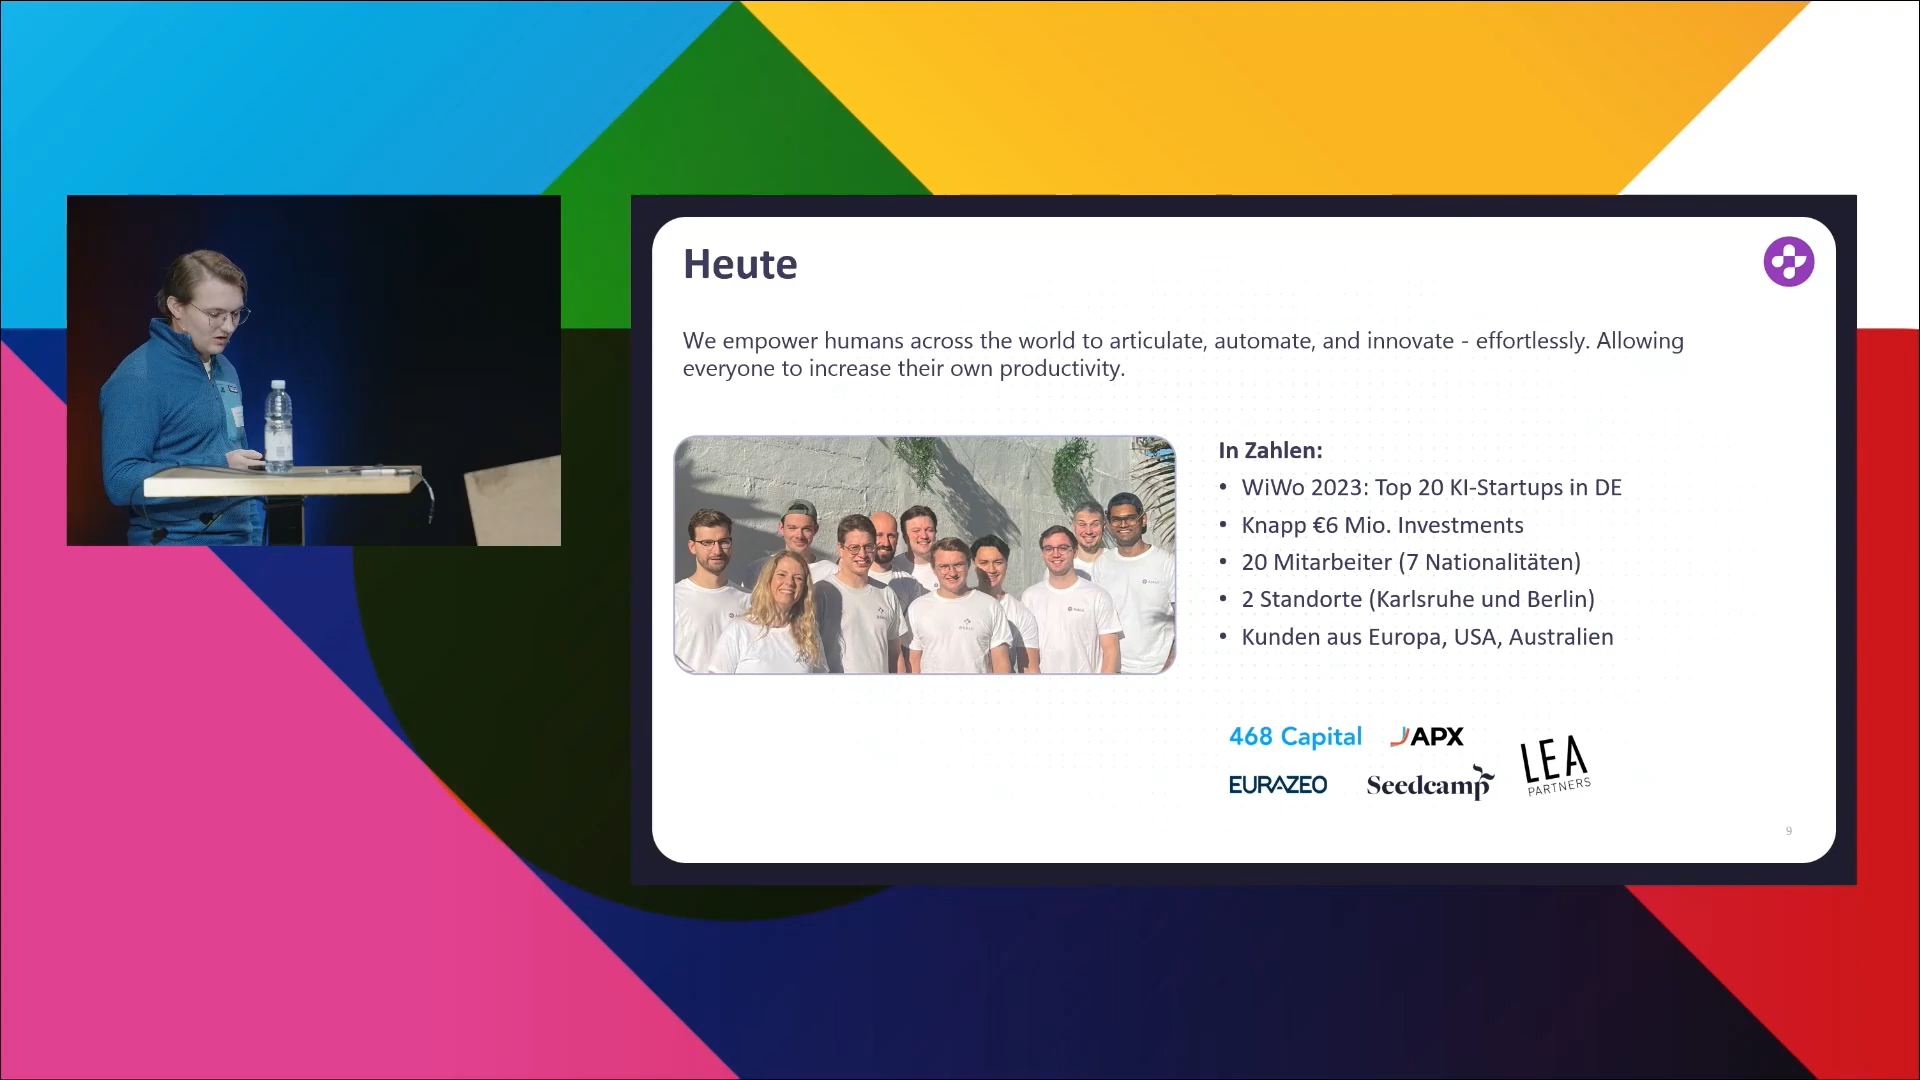 Heute
We empower humans across the world to articulate, automate, and innovate - effortlessly. Allowing
everyone to increase their own productivity.
In Zahlen:
• WiWo 2023: Top 20 KI-Startups in DE
• Knapp €6 Mio. Investments
• 20 Mitarbeiter (7 Nationalitäten)
• 2 Standorte (Karlsruhe und Berlin)
• Kunden aus Europa, USA, Australien
468 Capital
APX
EURAZEO
Seedcamp
LEA
PARTNERS
9